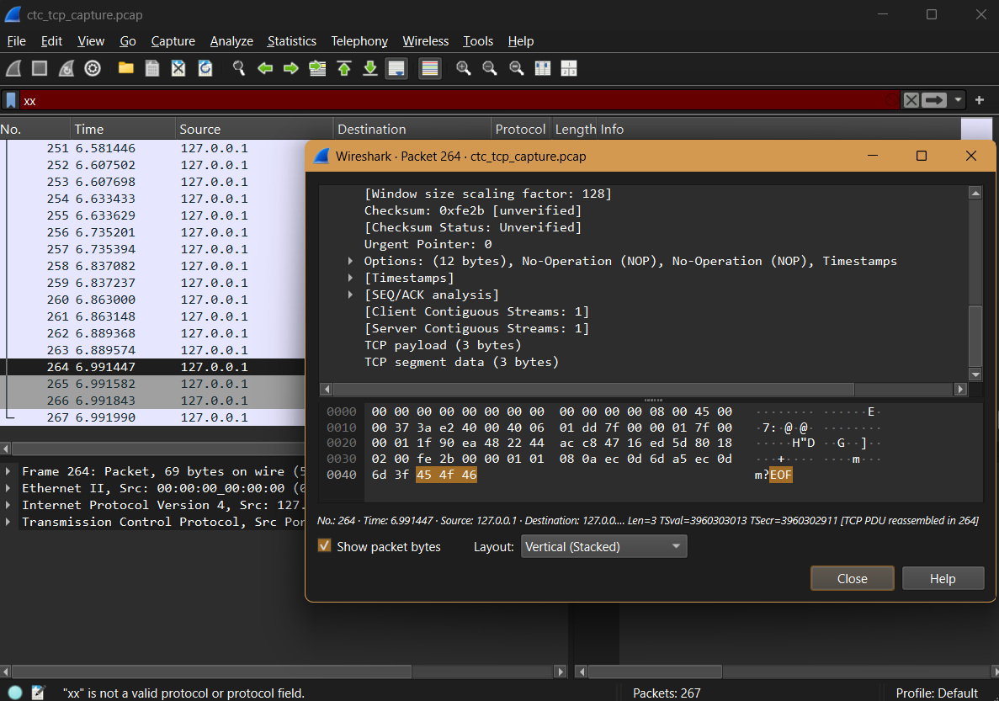 ctc_tcp_capture.pcap
File Edit View Go Capture Analyze Statistics Telephony Wireless Tools Help
xx
No. Time Source Destination Protocol Length Info
251 6.581446 127.0.0.1
252 6.607502 127.0.0.1
253 6.607698 127.0.0.1
254 6.633433 127.0.0.1
255 6.633629 127.0.0.1
256 6.735201 127.0.0.1
257 6.735394 127.0.0.1
258 6.837082 127.0.0.1
259 6.837237 127.0.0.1
260 6.863000 127.0.0.1
261 6.863148 127.0.0.1
262 6.889368 127.0.0.1
263 6.889574 127.0.0.1
264 6.991447 127.0.0.1
265 6.991582 127.0.0.1
266 6.991843 127.0.0.1
267 6.991990 127.0.0.1
Frame 264: Packet, 69 bytes on wire (5
Ethernet II, Src: 00:00:00_00:00:00 (0
Internet Protocol Version 4, Src: 127.
Transmission Control Protocol, Src Por
Wireshark · Packet 264 · ctc_tcp_capture.pcap
[Window size scaling factor: 128]
Checksum: 0xfe2b [unverified]
[Checksum Status: Unverified]
Urgent Pointer: 0
Options: (12 bytes), No-Operation (NOP), No-Operation (NOP), Timestamps
[Timestamps]
[SEQ/ACK analysis]
[Client Contiguous Streams: 1]
[Server Contiguous Streams: 1]
TCP payload (3 bytes)
TCP segment data (3 bytes)
0000 00 00 00 00 00 00 00 00 00 00 00 00 08 00 45 00 ········ ······E·
0010 00 37 3a e2 40 00 40 06 01 dd 7f 00 00 01 7f 00 ·7:·@·@· ········
0020 00 01 1f 90 ea 48 22 44 ac c8 47 16 ed 5d 80 18 ·····H"D ··G··]··
0030 02 00 fe 2b 00 00 01 01 08 0a ec 0d 6d a5 ec 0d ···+···· ····m···
0040 6d 3f 45 4f 46 m?EOF
No.: 264 · Time: 6.991447 · Source: 127.0.0.1 · Destination: 127.0.0.... Len=3 TSval=3960303013 TSecr=3960302911 [TCP PDU reassembled in 264]
Show packet bytes Layout: Vertical (Stacked)
Close Help
"xx" is not a valid protocol or protocol field. Packets: 267 Profile: Default